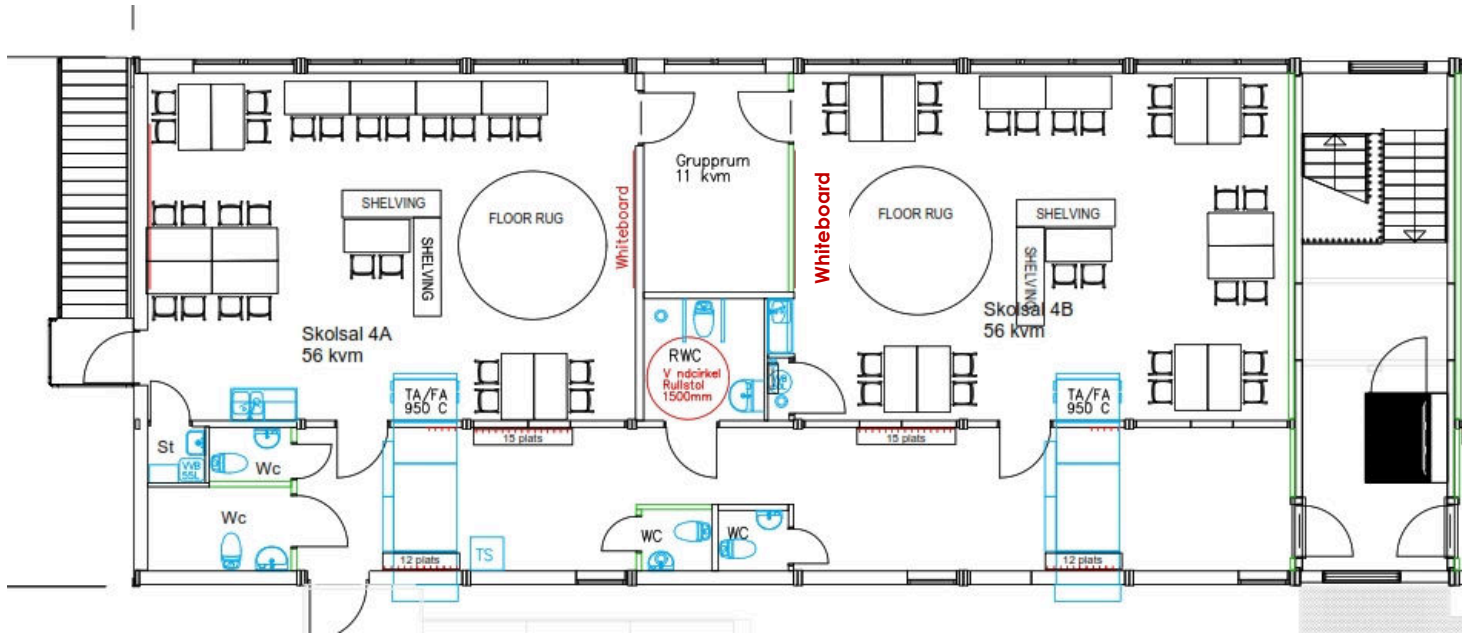 Grupprum
11 kvm
SHELVING
SHELVING
FLOOR RUG
Whiteboard
Whiteboard
FLOOR RUG
SHELVING
SHELVING
Skolsal 4A
56 kvm
Skolsal 4B
56 kvm
RWC
V ndcirkel
Rullstol
1500mm
TA/FA
950 C
TA/FA
950 C
15 plats
15 plats
St
VVB
55L
Wc
Wc
WC
WC
TS
12 plats
12 plats